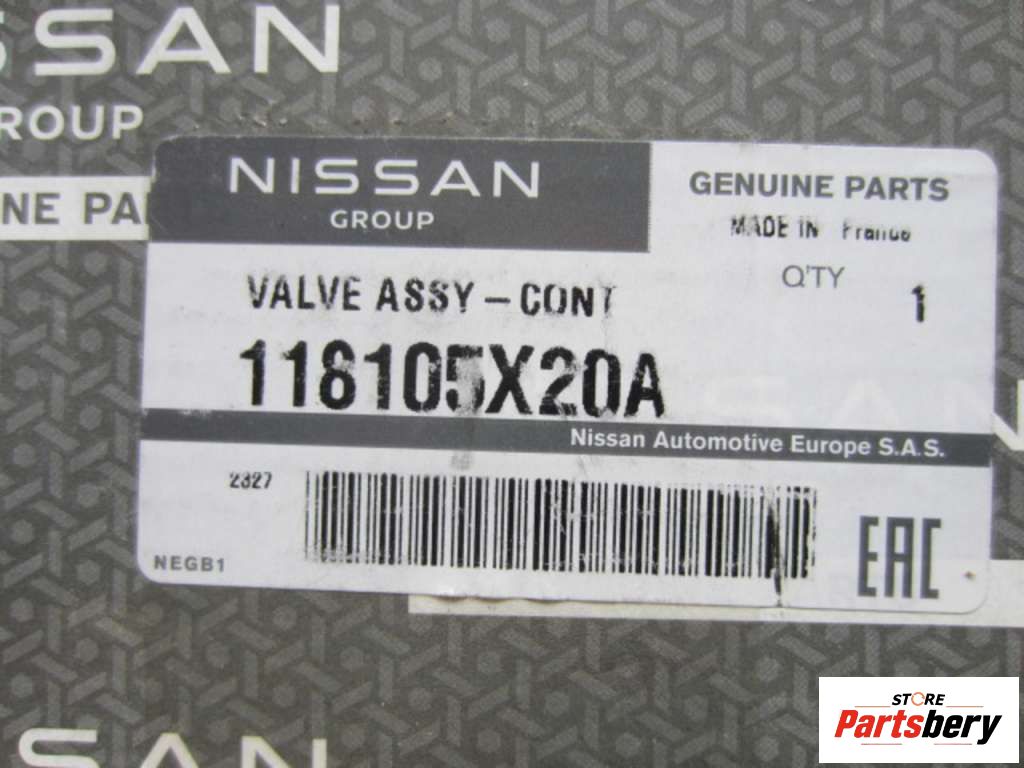 SSAN
ROUP
NE PA
NISSAN
GROUP
GENUINE PARTS
MADE IN France
Q'TY 1
VALVE ASSY-CONT
118105X20A
Nissan Automotive Europe S.A.S.
2327
NEGB1
EAC
SSAN
STORE
Partsbery